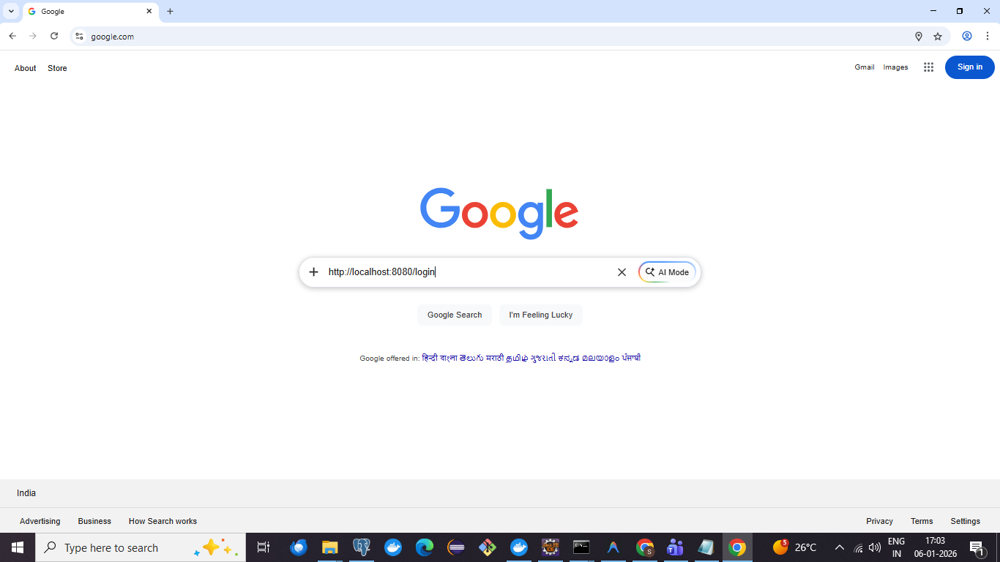 Google
google.com
About Store
Gmail Images Sign in
Google
http://localhost:8080/login
AI Mode
Google Search I'm Feeling Lucky
Google offered in: हिन्दी বাংলা తెలుగు मराठी தமிழ் ગુજરાતી ಕನ್ನಡ മലയാളം ਪੰਜਾਬੀ
India
Advertising Business How Search works
Privacy Terms Settings
Type here to search
5 26°C
ENG
IN
17:03
06-01-2026
1